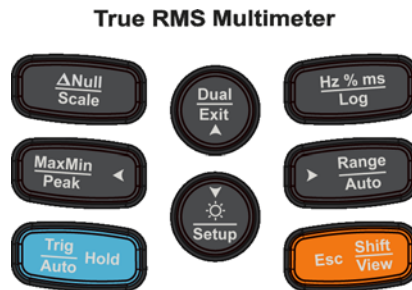 True RMS Multimeter
ΔNull
Scale
Dual
Exit
Hz % ms
Log
MaxMin
Peak
Setup
Range
Auto
Trig
Auto Hold
Esc Shift
View